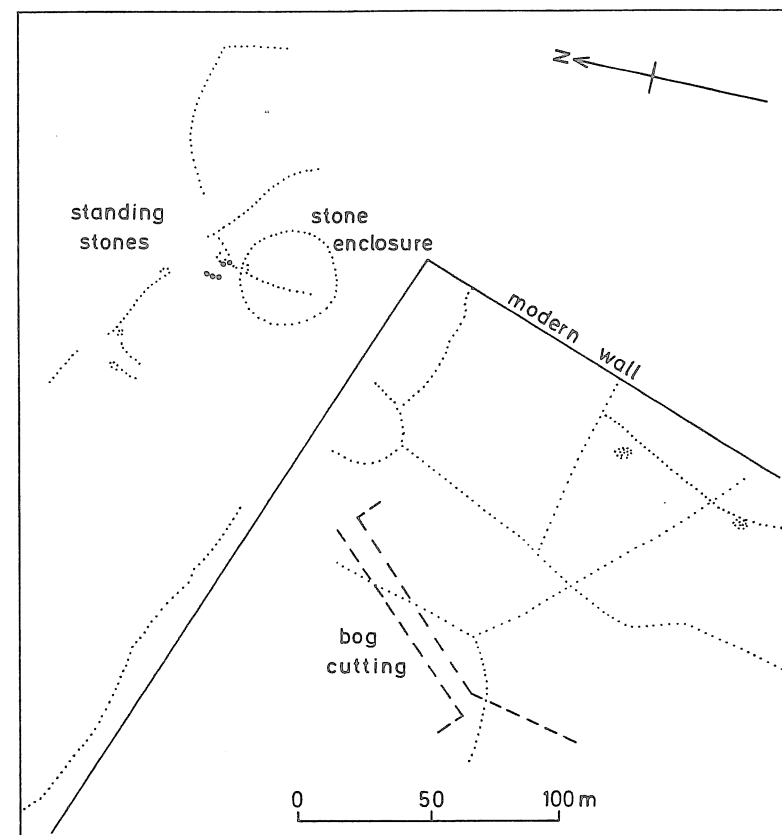 N
standing
stones
stone
enclosure
modern wall
bog
cutting
0 50 100 m